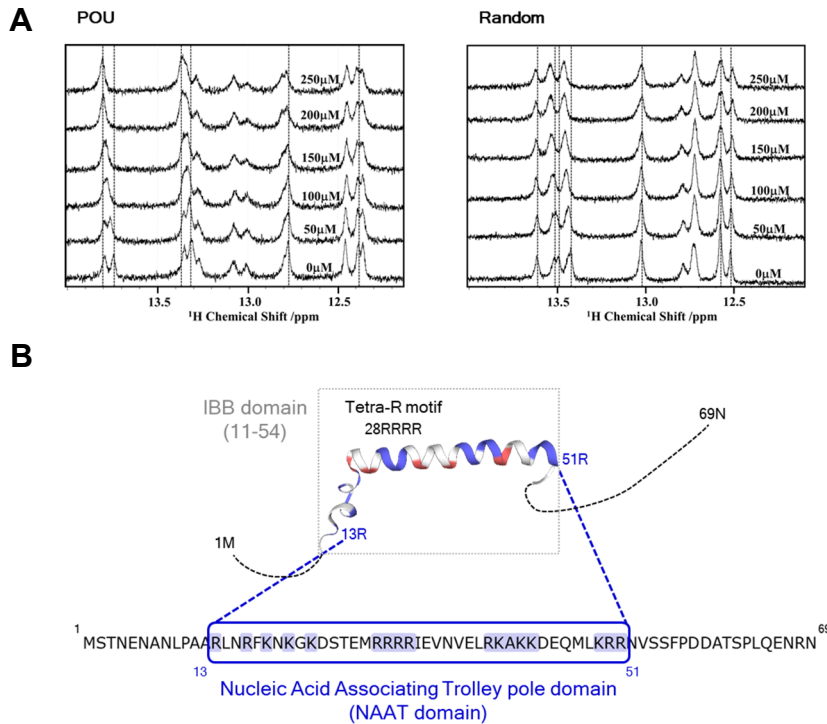 A
POU
Random
250µM
200µM
150µM
100µM
50µM
0µM
13.5 13.0 12.5
¹H Chemical Shift /ppm
250µM
200µM
150µM
100µM
50µM
0µM
13.5 13.0 12.5
¹H Chemical Shift /ppm
B
IBB domain
(11-54)
Tetra-R motif
28RRRR
69N
51R
13R
1M
1 MSTNENANLPAARLNRFKNKGKDSTEMRRRRIEVNVELRKAKKDEQMLKRRNVSSFPDDATSPLQENRN 69
13 51
Nucleic Acid Associating Trolley pole domain
(NAAT domain)